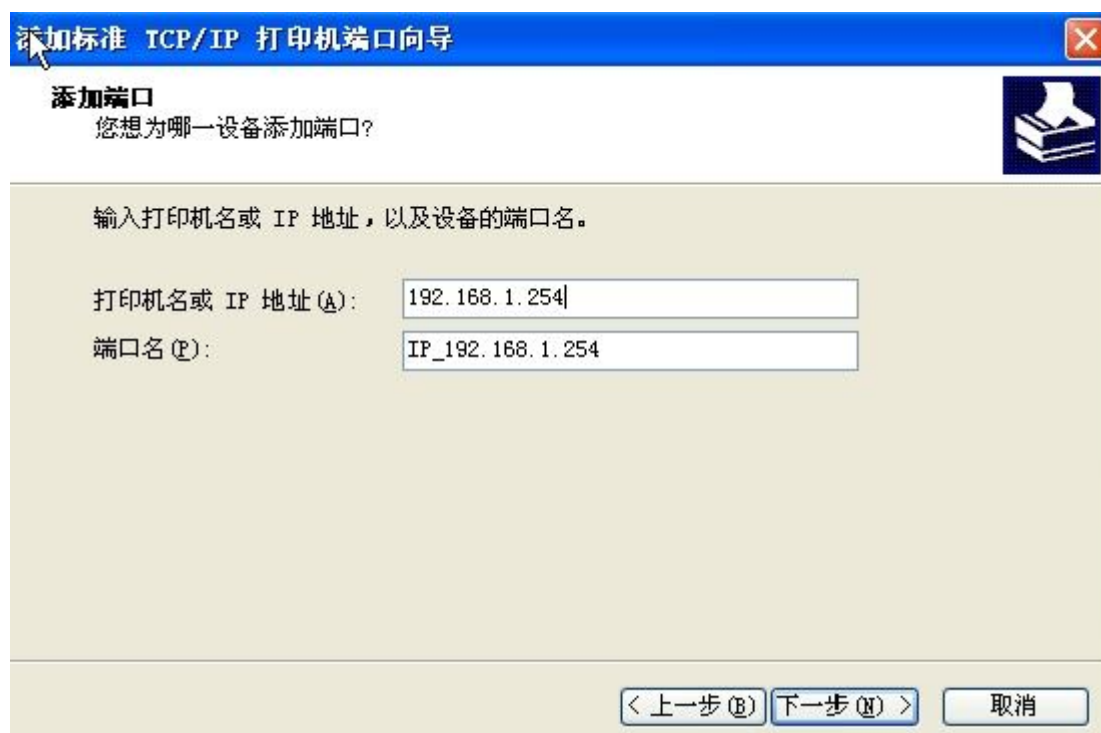 添加标准 TCP/IP 打印机端口向导
添加端口
您想为哪一设备添加端口?
输入打印机名或 IP 地址，以及设备的端口名。
打印机名或 IP 地址(A): 192.168.1.254
端口名(P): IP_192.168.1.254
< 上一步(B) 下一步(N) > 取消